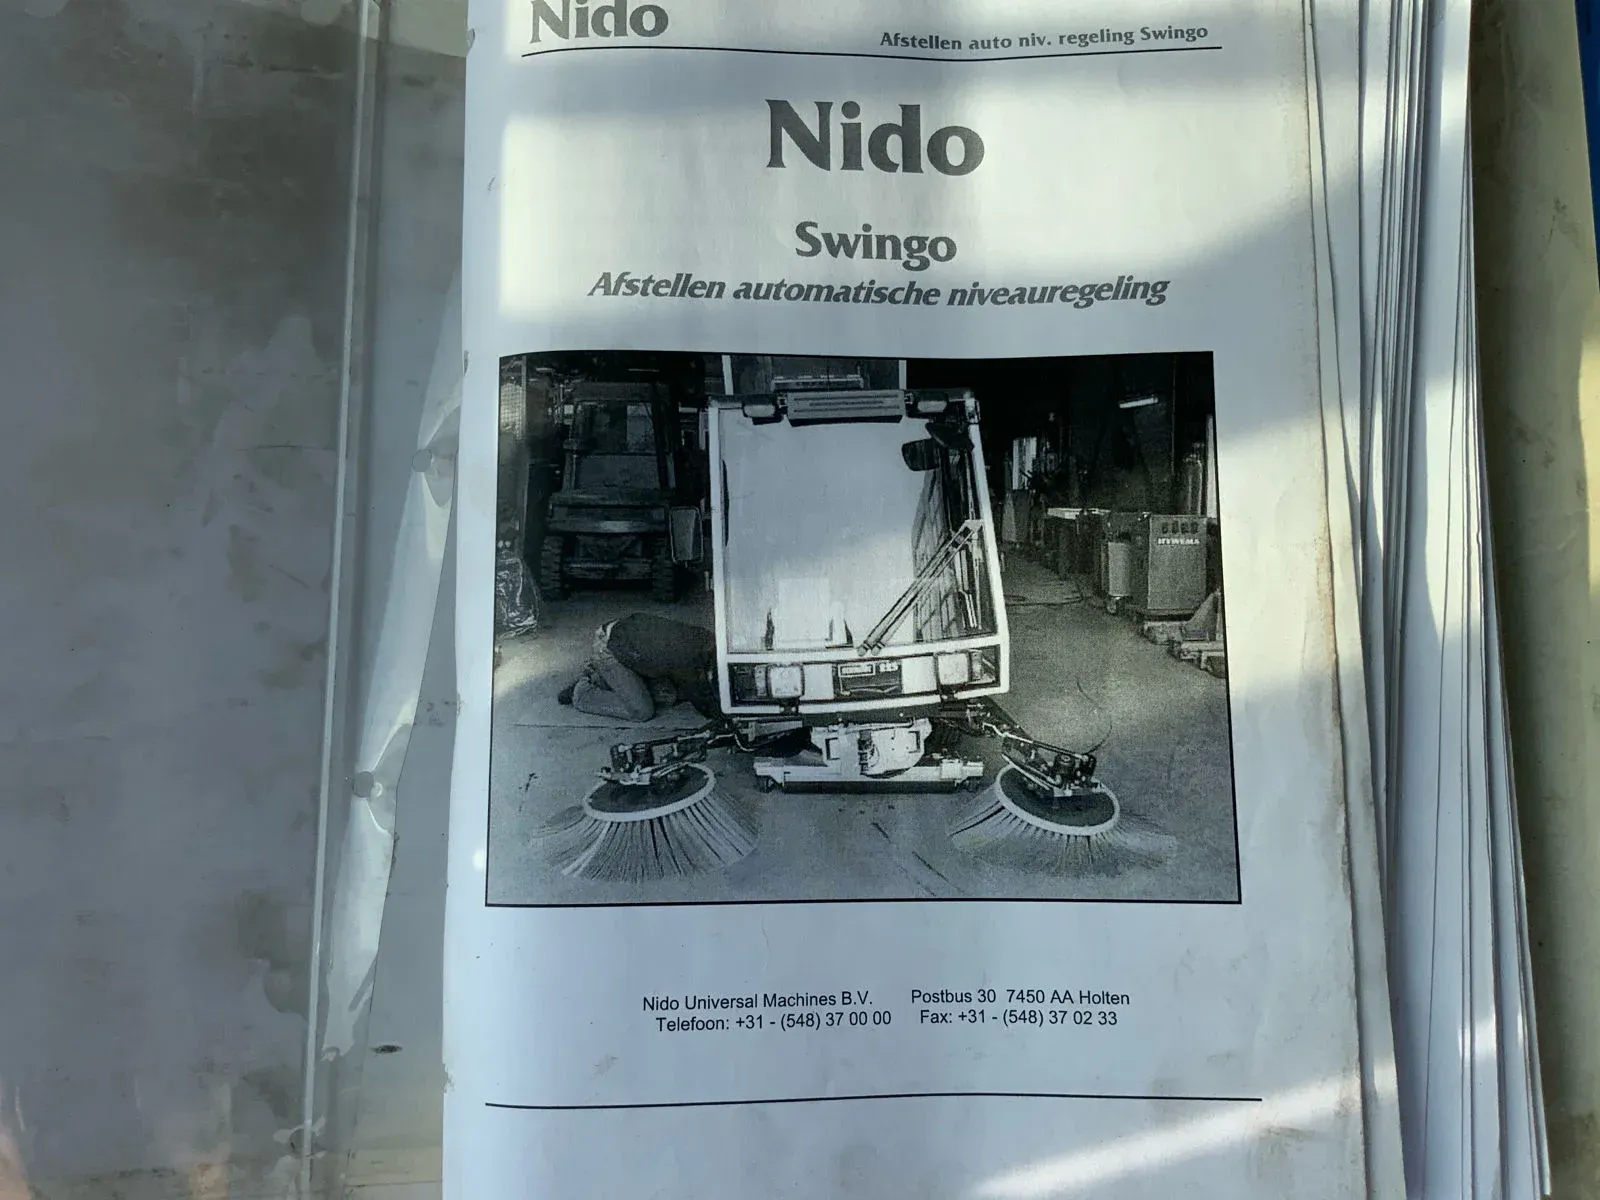 Nido
Afstellen auto niv. regeling Swingo
Nido
Swingo
Afstellen automatische niveauregeling
Nido Universal Machines B.V. Postbus 30 7450 AA Holten
Telefoon: +31 - (548) 37 00 00 Fax: +31 - (548) 37 02 33